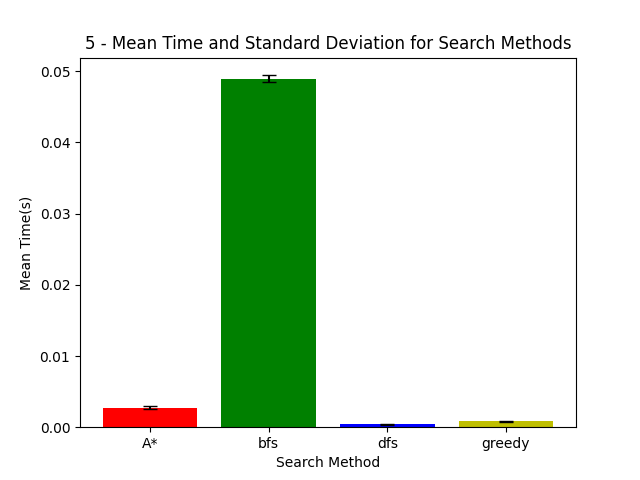 5 - Mean Time and Standard Deviation for Search Methods
0.05
0.04
0.03
0.02
0.01
0.00
Mean Time(s)
A* bfs dfs greedy
Search Method